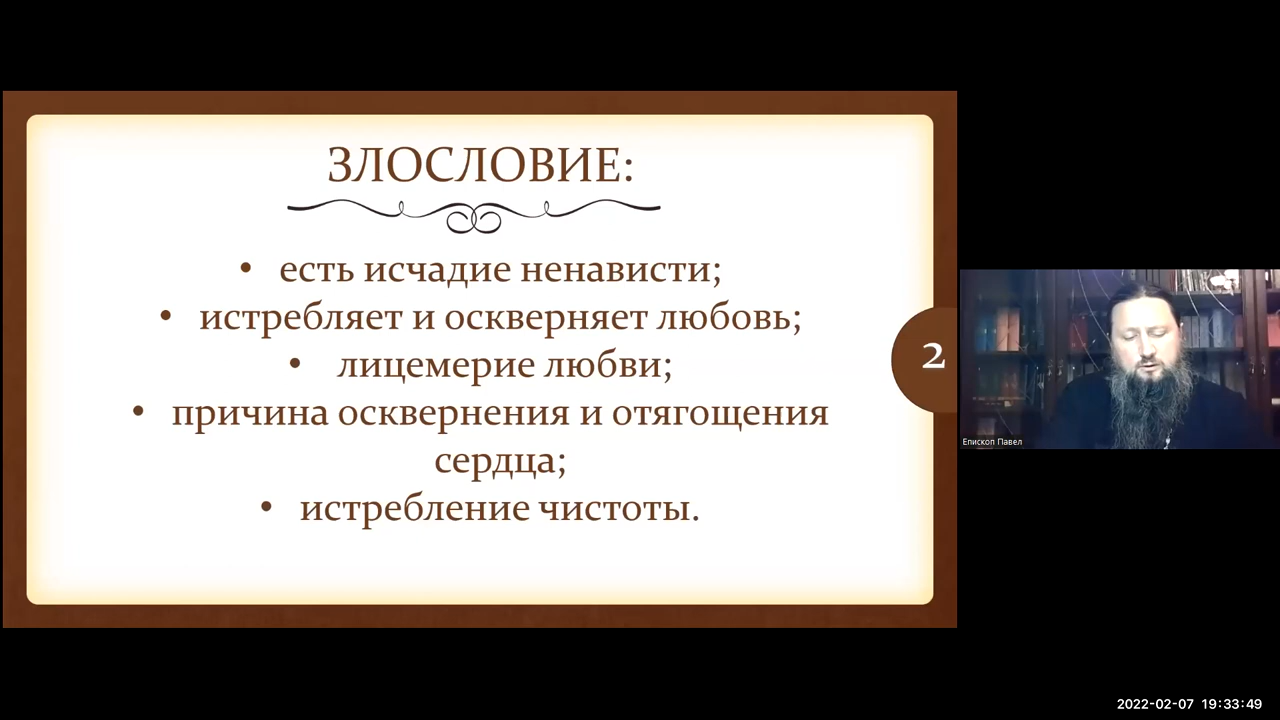 ЗЛОСЛОВИЕ:
• есть исчадие ненависти;
• истребляет и оскверняет любовь;
• лицемерие любви;
• причина осквернения и отягощения
сердца;
• истребление чистоты.
2
Епископ Павел
2022-02-07 19:33:49